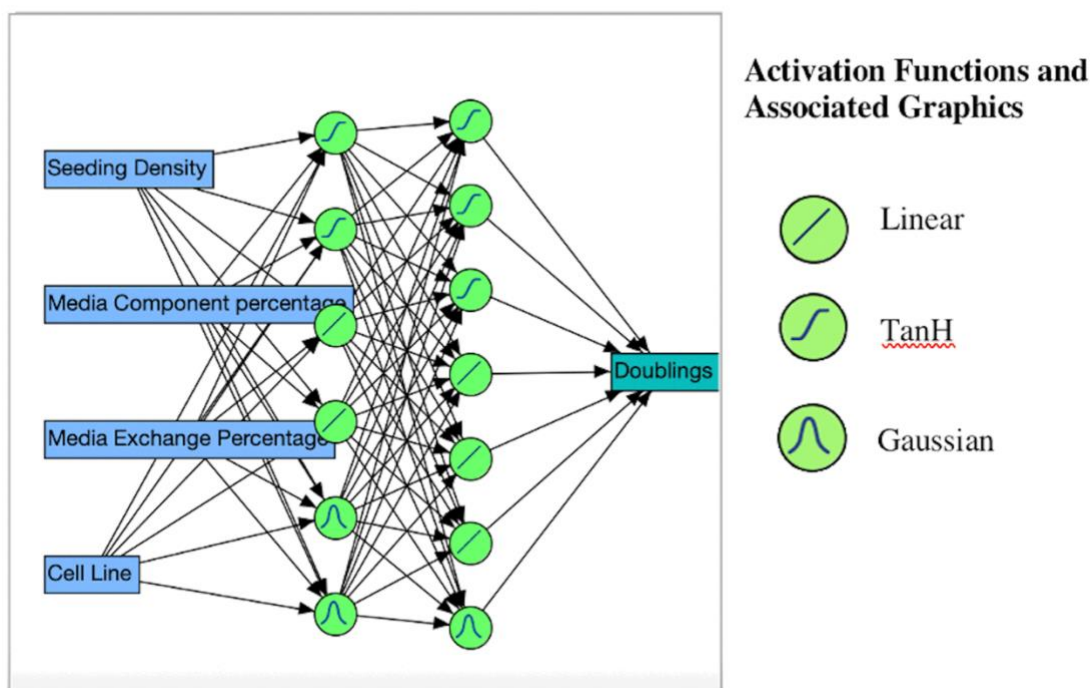 Seeding Density
Media Component percentage
Media Exchange Percentage
Cell Line
Doublings
Activation Functions and
Associated Graphics
Linear
TanH
Gaussian